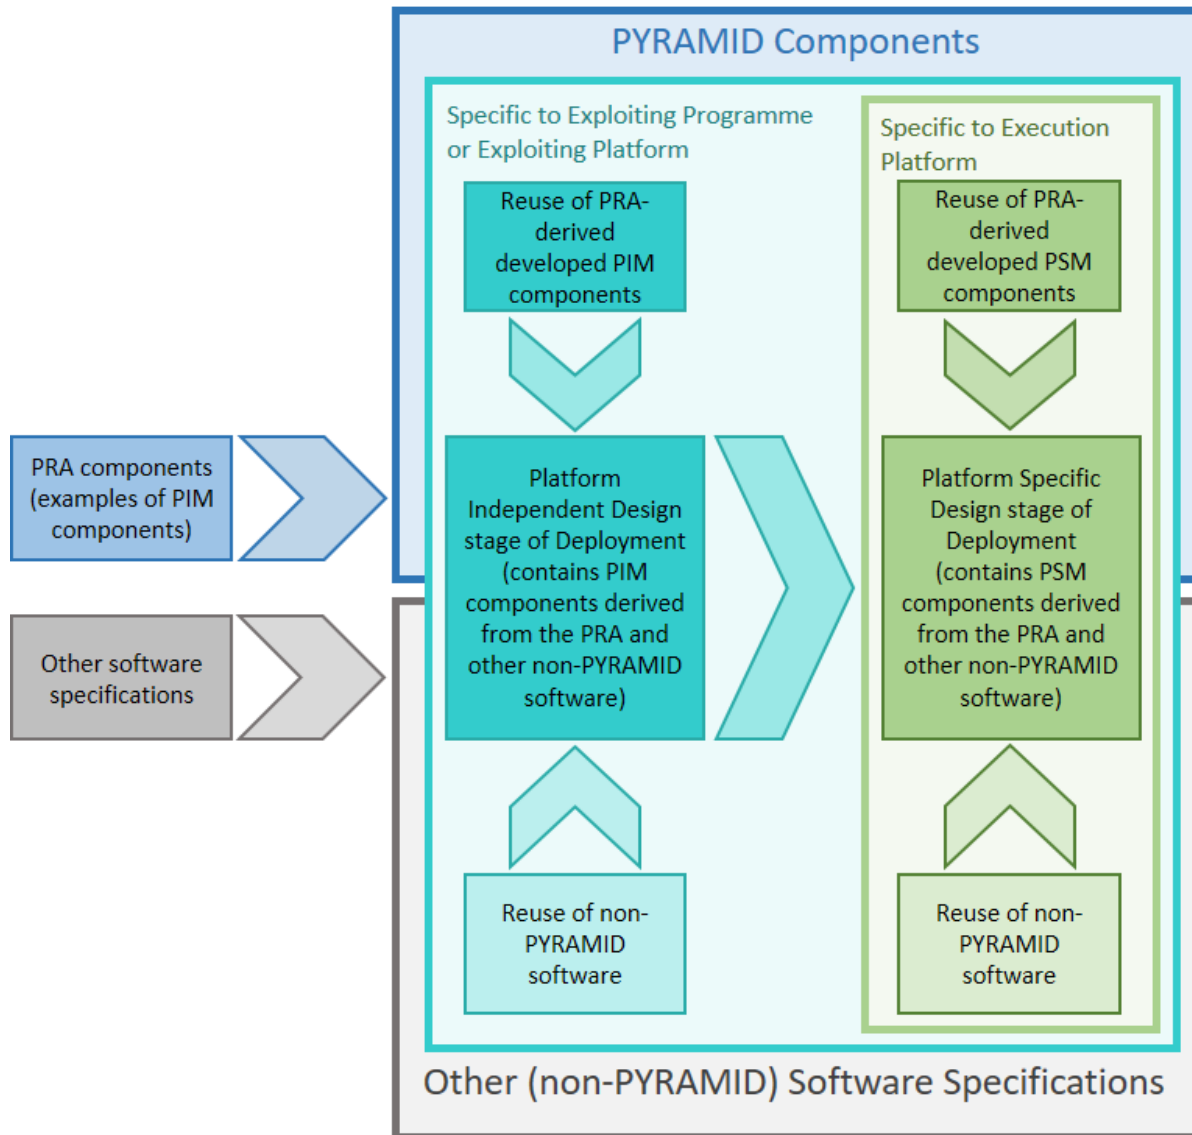 PYRAMID Components
Specific to Exploiting Programme
or Exploiting Platform
Specific to Execution
Platform
Reuse of PRA-
derived
developed PIM
components
Reuse of PRA-
derived
developed PSM
components
PRA components
(examples of PIM
components)
Platform
Independent Design
stage of Deployment
(contains PIM
components derived
from the PRA and
other non-PYRAMID
software)
Platform Specific
Design stage of
Deployment
(contains PSM
components derived
from the PRA and
other non-PYRAMID
software)
Other software
specifications
Reuse of non-
PYRAMID
software
Reuse of non-
PYRAMID
software
Other (non-PYRAMID) Software Specifications